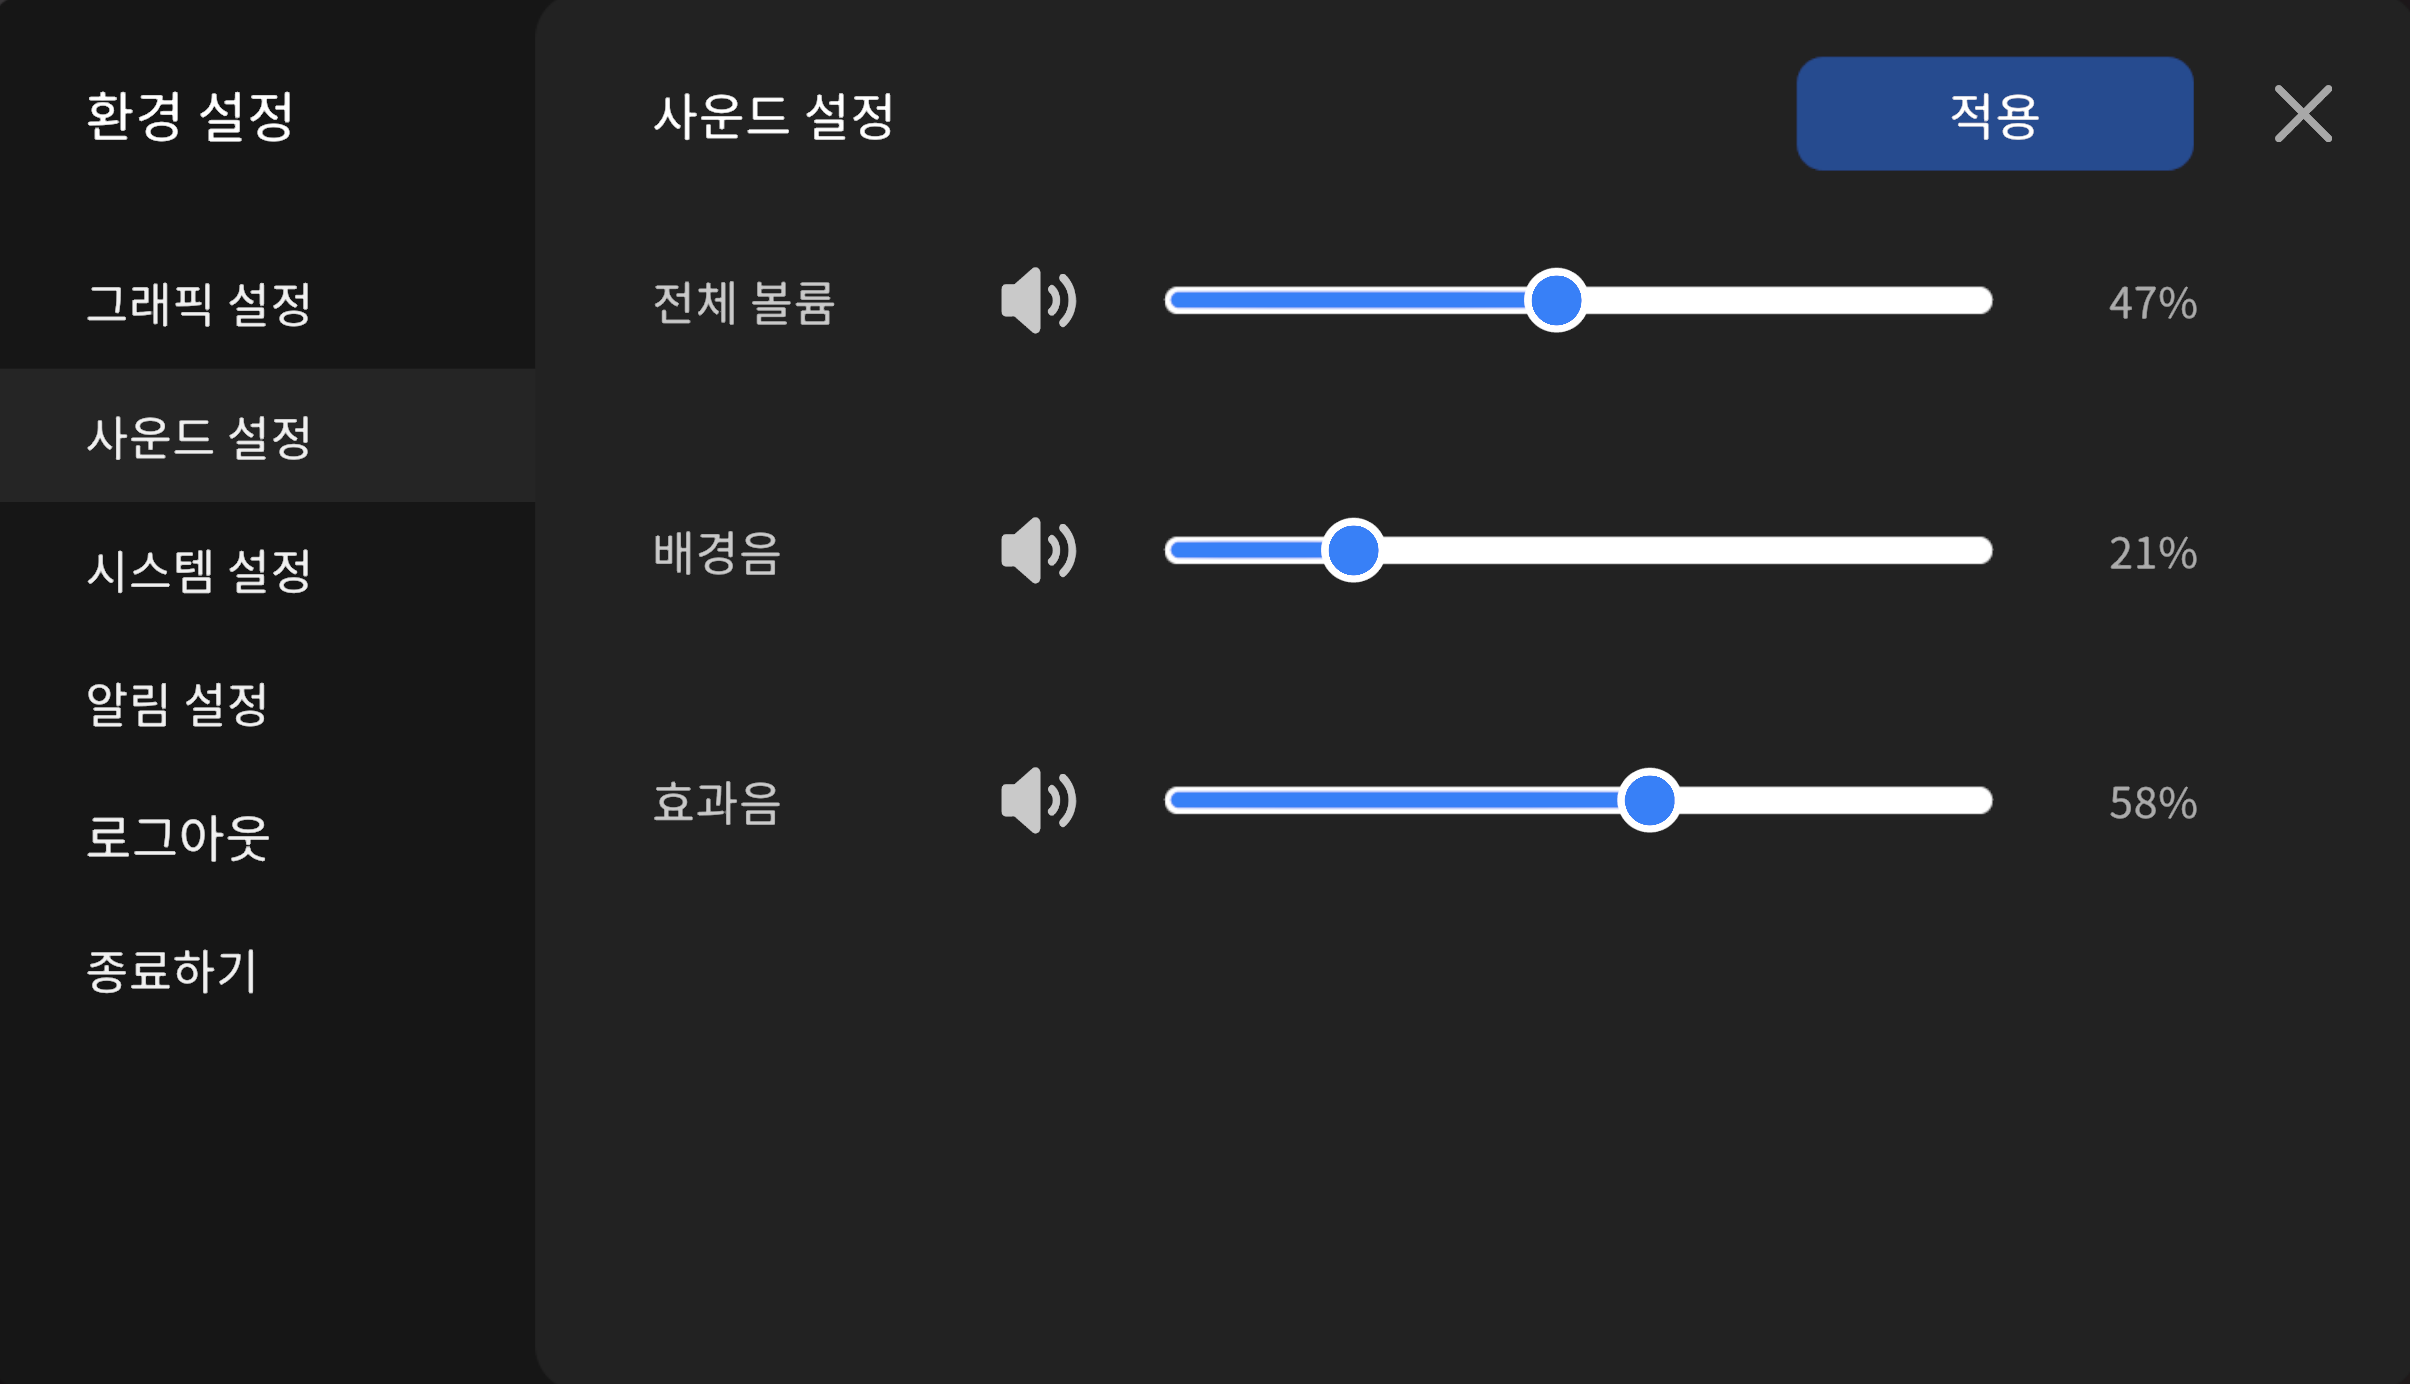 환경 설정
그래픽 설정
사운드 설정
시스템 설정
알림 설정
로그아웃
종료하기
사운드 설정
적용
전체 볼륨
47%
배경음
21%
효과음
58%